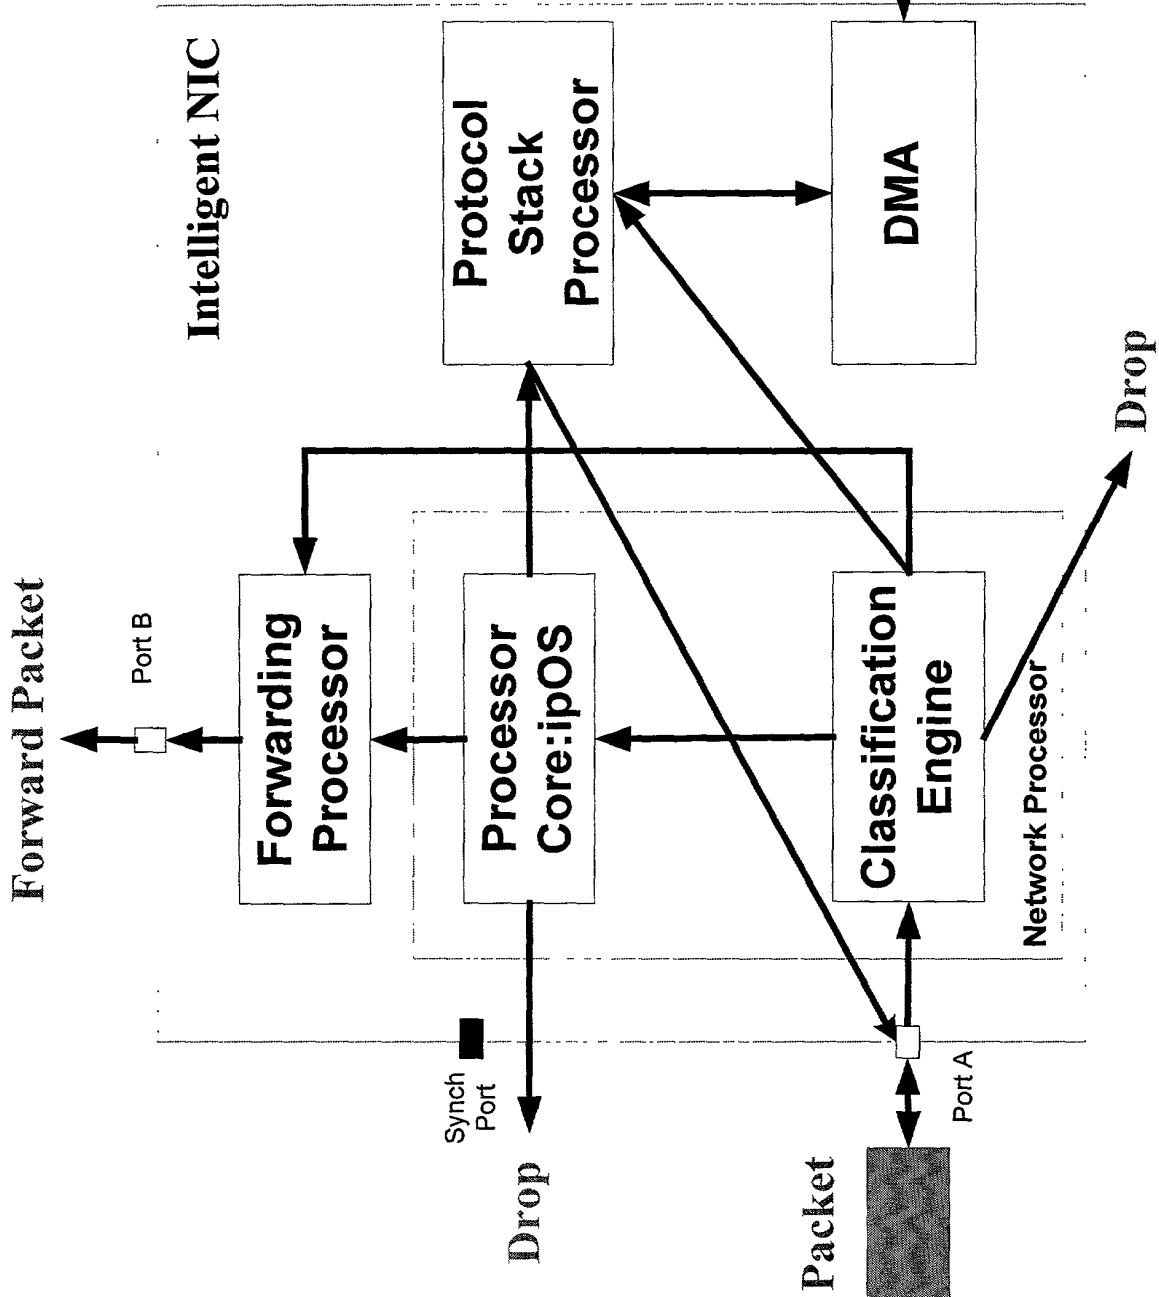 Intelligent NIC
Protocol
Stack
Processor
DMA
Drop
Forward Packet
Port B
Forwarding
Processor
Processor
Core:ipOS
Classification
Engine
Network Processor
Synch
Port
Drop
Port A
Packet